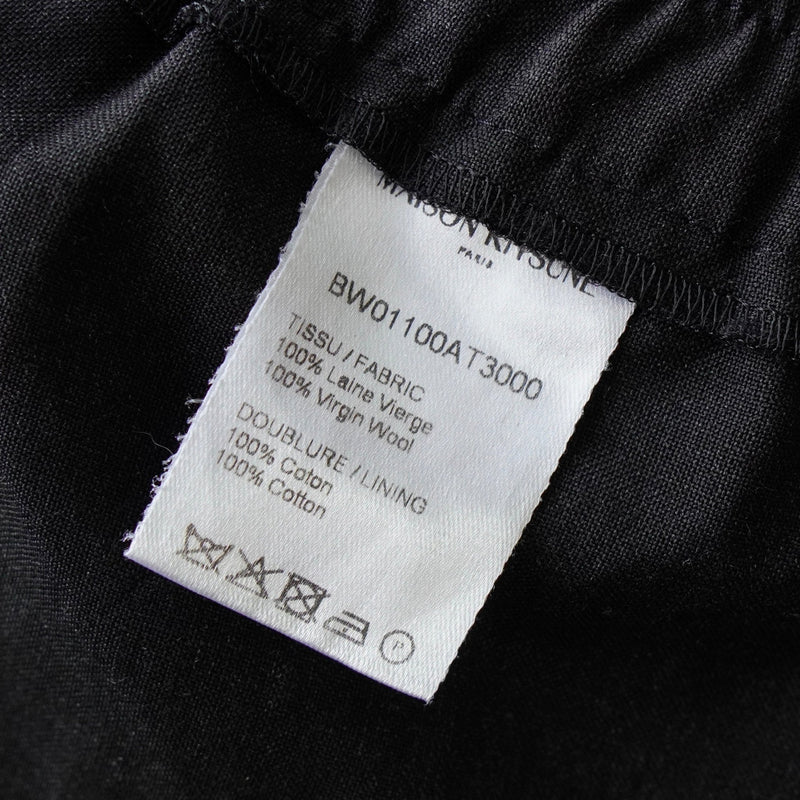 MAISON KITSUNÉ
PARIS
BW01100AT3000
TISSU / FABRIC
100% Laine Vierge
100% Virgin Wool
DOUBLURE / LINING
100% Coton
100% Cotton
P